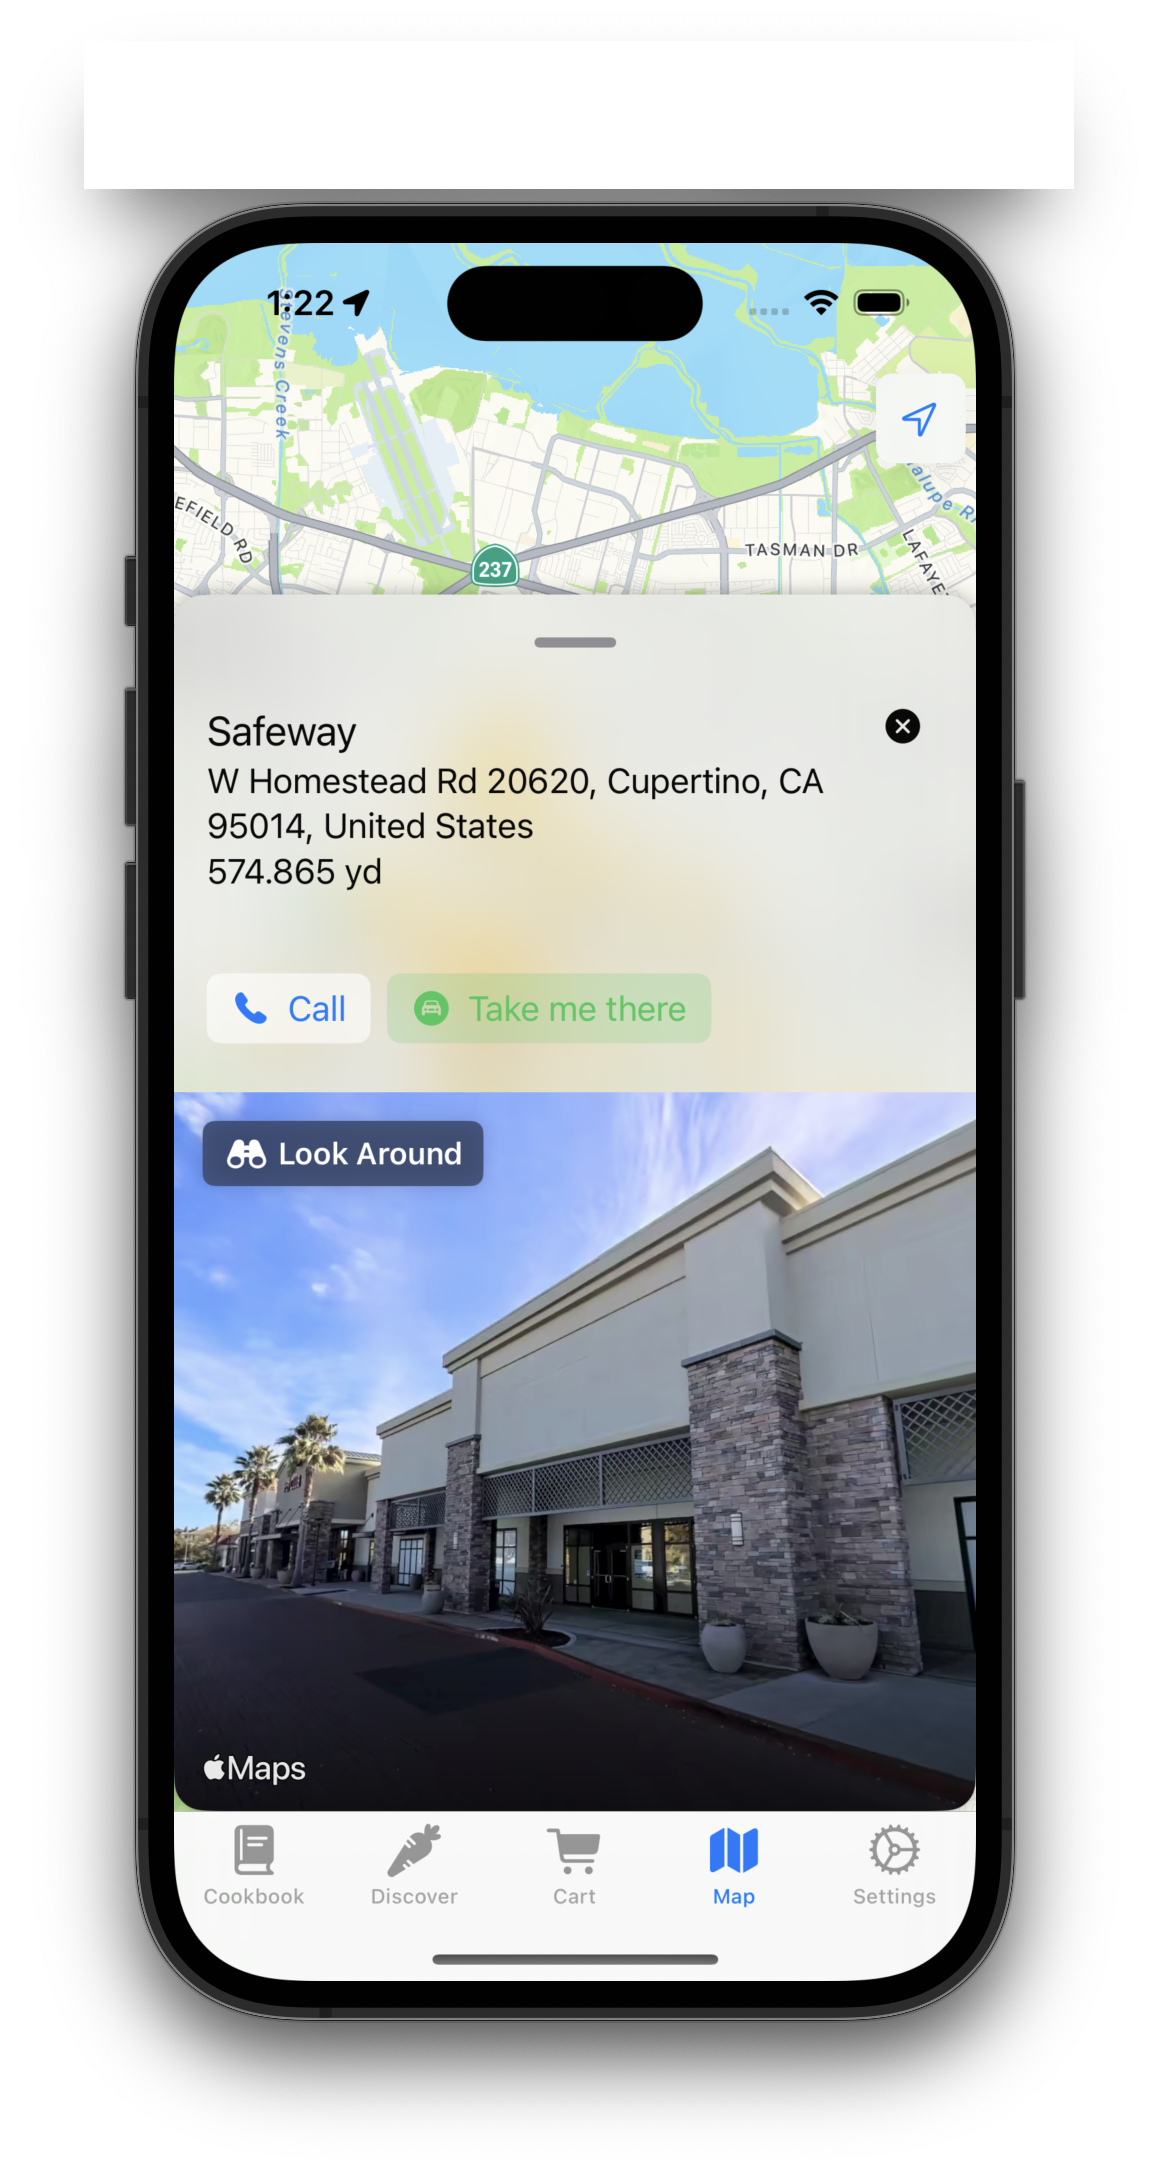 1:22
Stevens Creek
EFIELD RD
237
TASMAN DR
alupe Ri
LAFAYE
Safeway
W Homestead Rd 20620, Cupertino, CA
95014, United States
574.865 yd
Call
Take me there
Look Around
Maps
Cookbook
Discover
Cart
Map
Settings